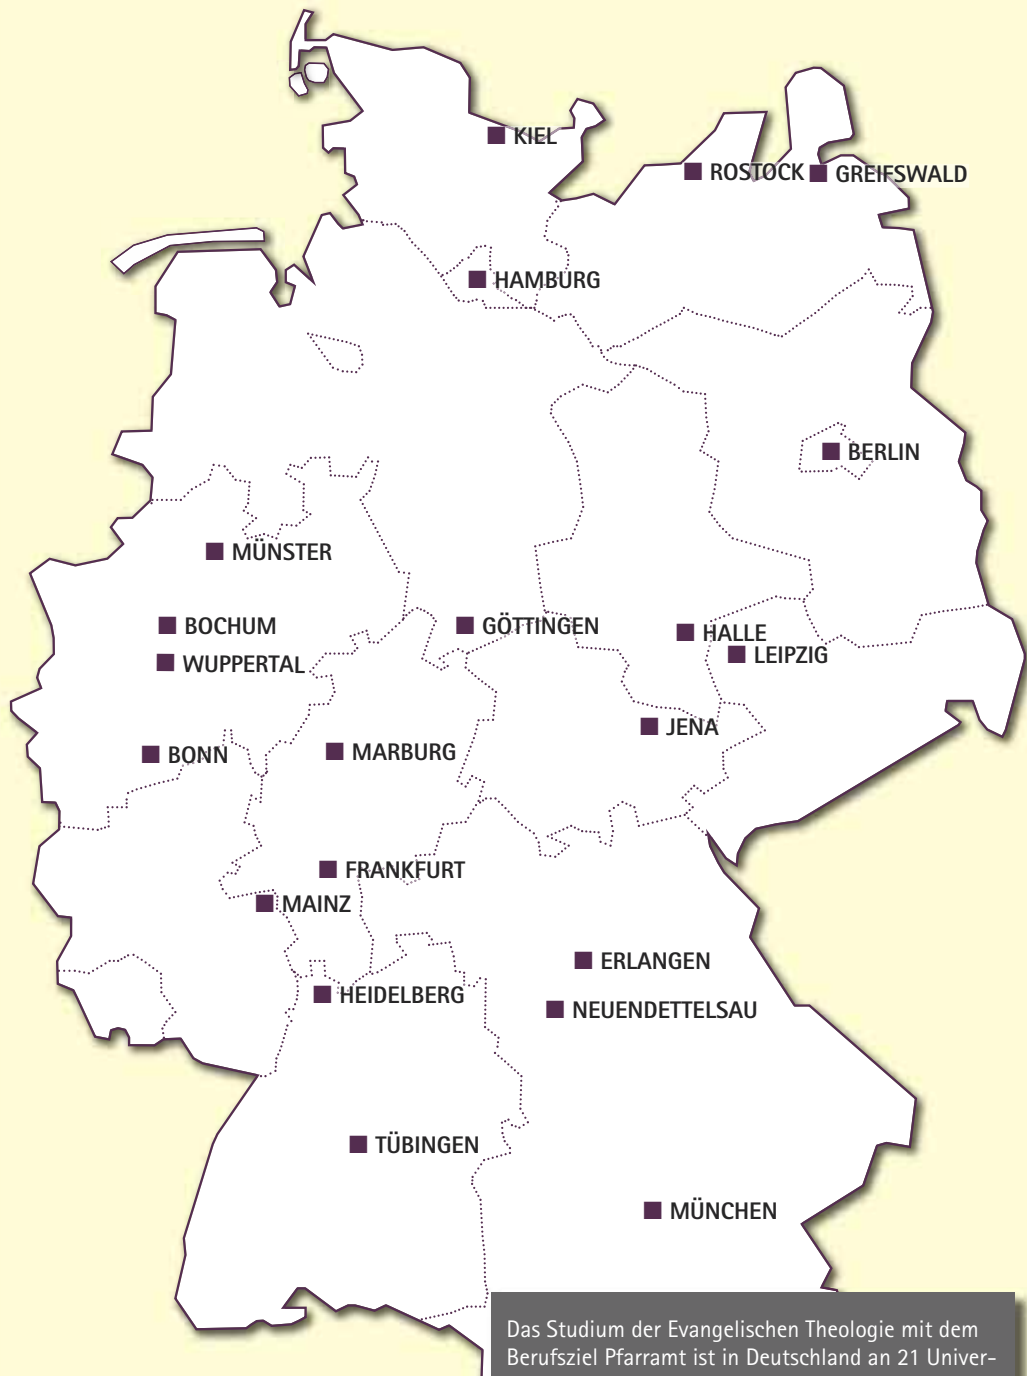 KIEL
ROSTOCK
GREIFSWALD
HAMBURG
BERLIN
MÜNSTER
BOCHUM
GÖTTINGEN
HALLE
WUPPERTAL
LEIPZIG
JENA
BONN
MARBURG
FRANKFURT
MAINZ
ERLANGEN
HEIDELBERG
NEUENDETTELSAU
TÜBINGEN
MÜNCHEN
Das Studium der Evangelischen Theologie mit dem
Berufsziel Pfarramt ist in Deutschland an 21 Univer-